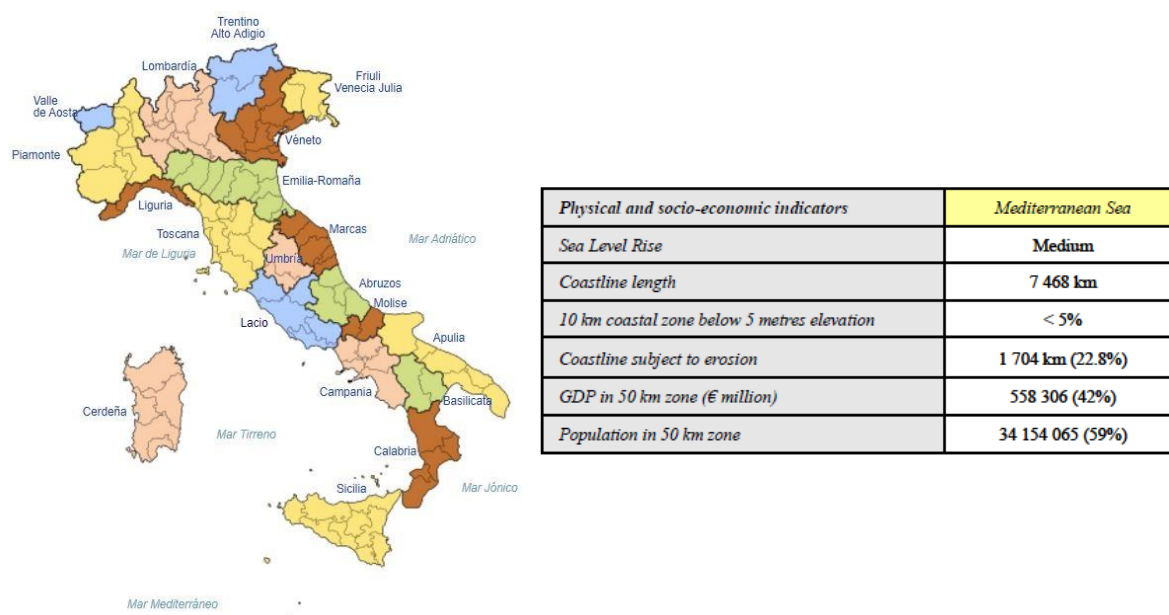 Trentino
Alto Adigio
Lombardía
Friuli
Venecia Julia
Valle
de Aosta
Véneto
Piamonte
Emilia-Romaña
Liguria
Toscana
Marcas
Mar Adriático
Mar de Liguria
Umbría
Abruzos
Molise
Lacio
Apulia
Campania
Basilicata
Cerdeña
Mar Tirreno
Calabria
Sicilia
Mar Jónico
Mar Mediterráneo
Physical and socio-economic indicators Mediterranean Sea
Sea Level Rise Medium
Coastline length 7 468 km
10 km coastal zone below 5 metres elevation < 5%
Coastline subject to erosion 1 704 km (22.8%)
GDP in 50 km zone (€ million) 558 306 (42%)
Population in 50 km zone 34 154 065 (59%)